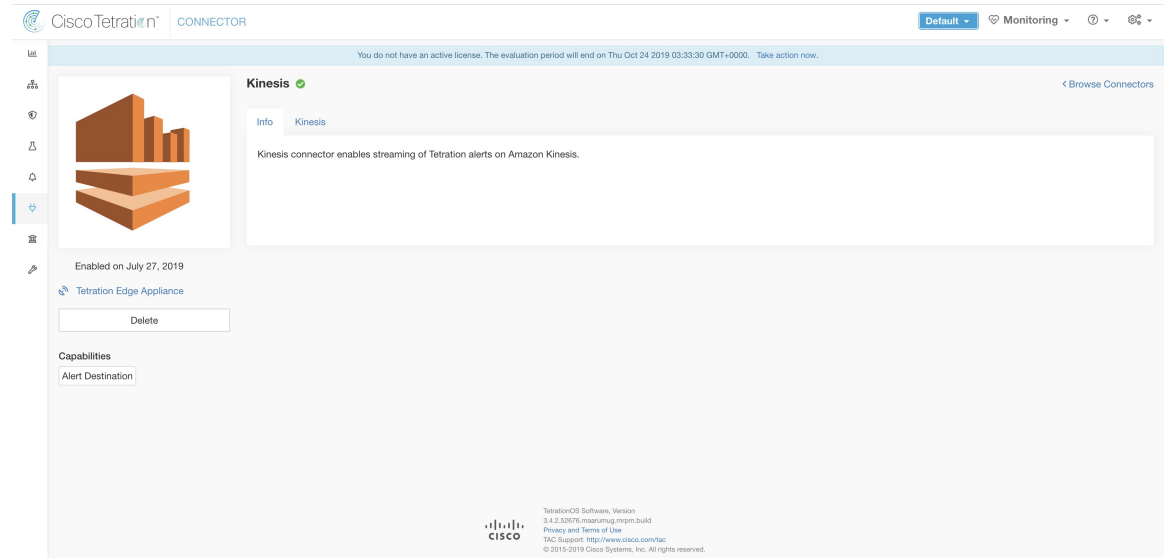 Cisco Tetration™ CONNECTOR Default Monitoring
You do not have an active license. The evaluation period will end on Thu Oct 24 2019 03:33:30 GMT+0000. Take action now.
Kinesis
Browse Connectors
Info Kinesis
Kinesis connector enables streaming of Tetration alerts on Amazon Kinesis.
Enabled on July 27, 2019
Tetration Edge Appliance
Delete
Capabilities
Alert Destination
CISCO
TetrationOS Software, Version
3.4.2.52676.maarumug.mrpm.build
Privacy and Terms of Use
TAC Support: http://www.cisco.com/tac
© 2015-2019 Cisco Systems, Inc. All rights reserved.